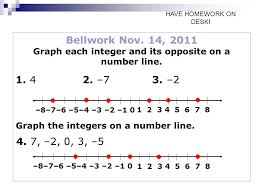 HAVE HOMEWORK ON
DESK!
Bellwork Nov. 14, 2011
Graph each integer and its opposite on a
number line.
1. 4 2. –7 3. –2
–8–7–6 –5–4–3–2–1 0 1 2 3 4 5 6 7 8
Graph the integers on a number line.
4. 7, –2, 0, 3, –5
–8–7–6–5–4–3–2–1 0 1 2 3 4 5 6 7 8